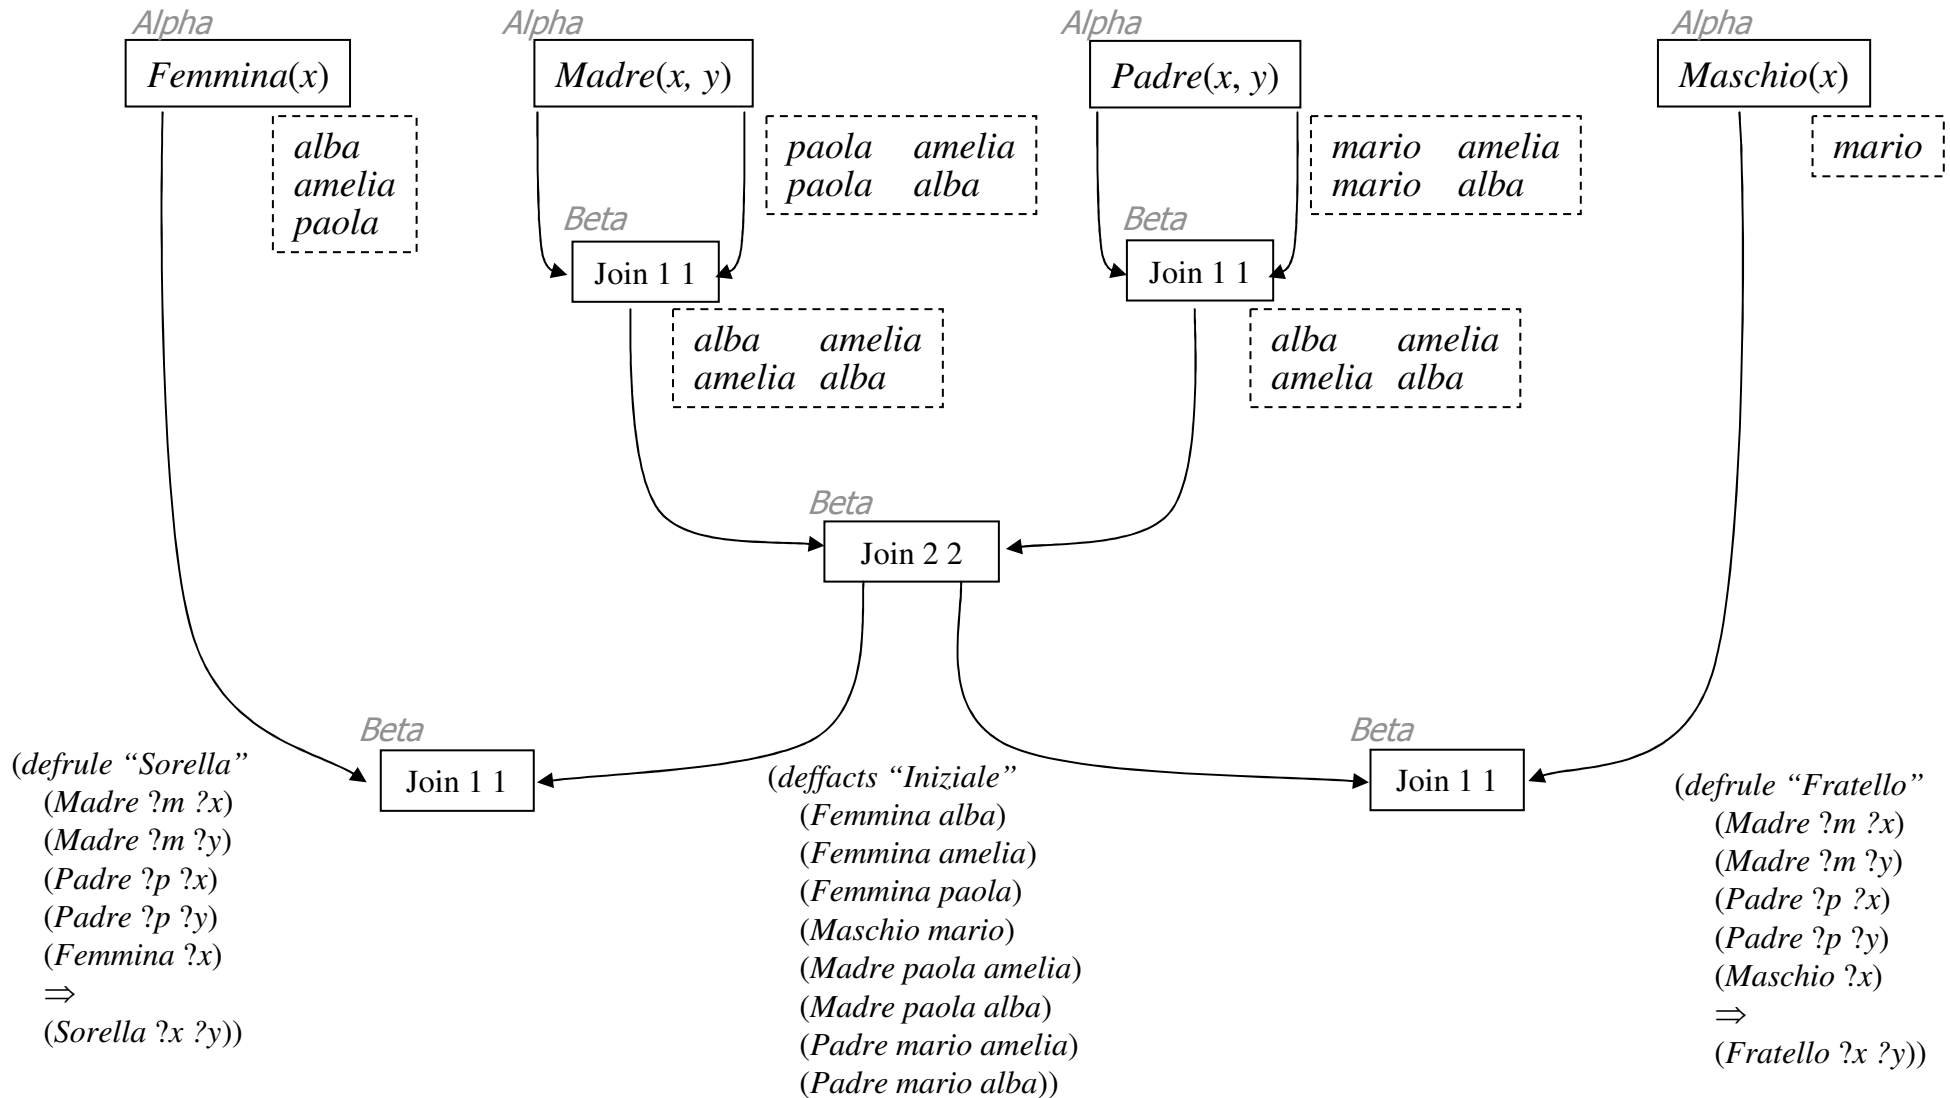 Alpha
Femmina(x)
alba
amelia
paola
Alpha
Madre(x, y)
paola amelia
paola alba
Alpha
Padre(x, y)
mario amelia
mario alba
Alpha
Maschio(x)
mario
Beta
Join 1 1
alba amelia
amelia alba
Beta
Join 1 1
alba amelia
amelia alba
Beta
Join 2 2
Beta
Join 1 1
Beta
Join 1 1
(defrule “Sorella”
(Madre ?m ?x)
(Madre ?m ?y)
(Padre ?p ?x)
(Padre ?p ?y)
(Femmina ?x)
⇒
(Sorella ?x ?y))
(deffacts “Iniziale”
(Femmina alba)
(Femmina amelia)
(Femmina paola)
(Maschio mario)
(Madre paola amelia)
(Madre paola alba)
(Padre mario amelia)
(Padre mario alba))
(defrule “Fratello”
(Madre ?m ?x)
(Madre ?m ?y)
(Padre ?p ?x)
(Padre ?p ?y)
(Maschio ?x)
⇒
(Fratello ?x ?y))